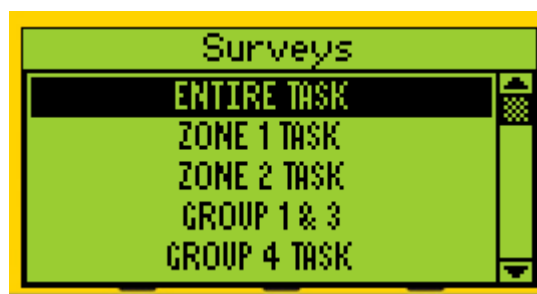 Surveys
ENTIRE TASK
ZONE 1 TASK
ZONE 2 TASK
GROUP 1 & 3
GROUP 4 TASK